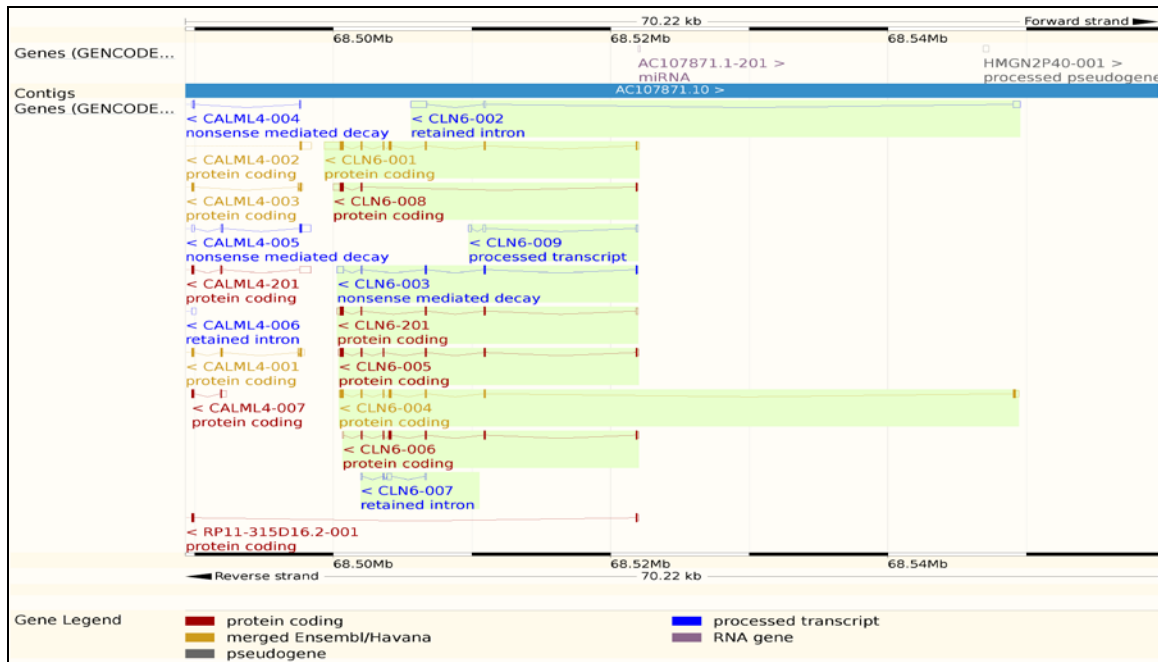 70.22 kb Forward strand
68.50Mb 68.52Mb 68.54Mb
Genes (GENCODE...
AC107871.1-201 > HMGN2P40-001 >
miRNA processed pseudogene
Contigs AC107871.10 >
Genes (GENCODE...
< CALML4-004 < CLN6-002
nonsense mediated decay retained intron
< CALML4-002 < CLN6-001
protein coding protein coding
< CALML4-003 < CLN6-008
protein coding protein coding
< CALML4-005 < CLN6-009
nonsense mediated decay processed transcript
< CALML4-201 < CLN6-003
protein coding nonsense mediated decay
< CALML4-006 < CLN6-201
retained intron protein coding
< CALML4-001 < CLN6-005
protein coding protein coding
< CALML4-007 < CLN6-004
protein coding protein coding
< CLN6-006
protein coding
< CLN6-007
retained intron
< RP11-315D16.2-001
protein coding
68.50Mb 68.52Mb 68.54Mb
Reverse strand 70.22 kb
Gene Legend protein coding processed transcript
merged Ensembl/Havana RNA gene
pseudogene